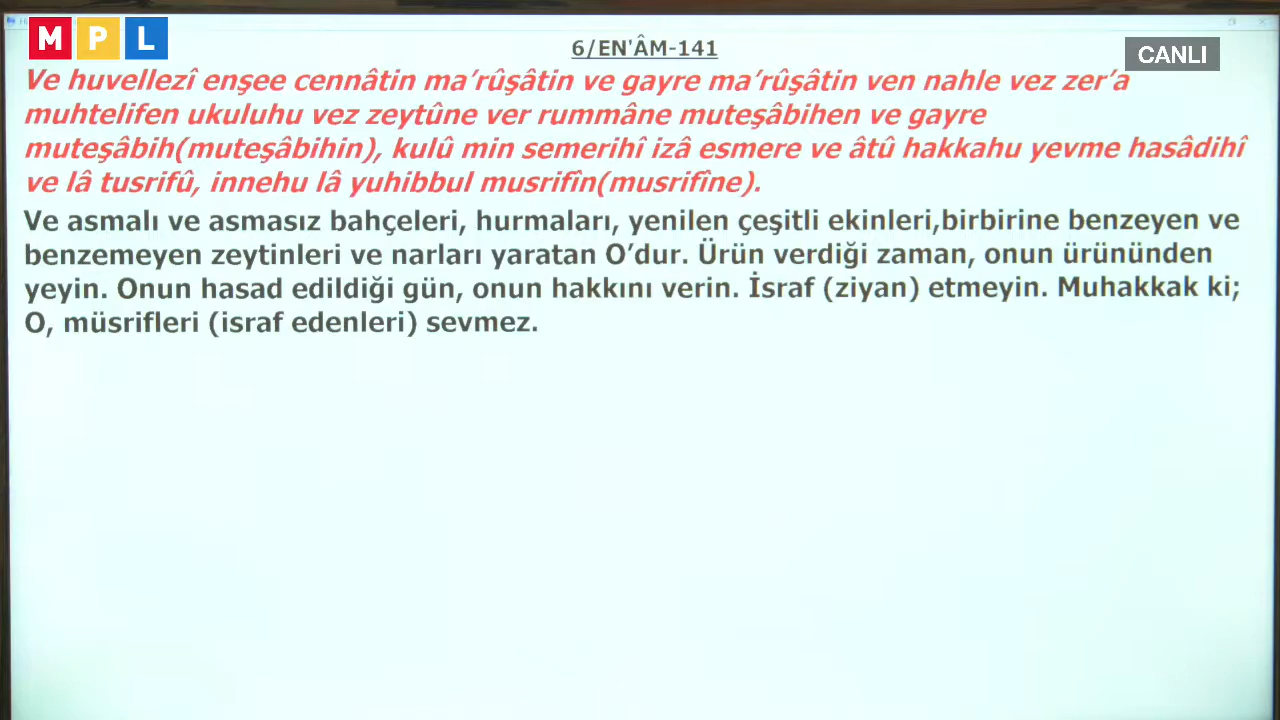 MPL
CANLI
6/EN'ÂM-141
Ve huvellezî enşee cennâtin ma’rûşâtin ve gayre ma’rûşâtin ven nahle vez zer’a
muhtelifen ukuluhu vez zeytûne ver rummâne muteşâbihen ve gayre
muteşâbih(muteşâbihin), kulû min semerihî izâ esmere ve âtû hakkahu yevme hasâdihî
ve lâ tusrifû, innehu lâ yuhibbul musrifîn(musrifîne).
Ve asmalı ve asmasız bahçeleri, hurmaları, yenilen çeşitli ekinleri,birbirine benzeyen ve
benzemeyen zeytinleri ve narları yaratan O’dur. Ürün verdiği zaman, onun ürününden
yeyin. Onun hasad edildiği gün, onun hakkını verin. İsraf (ziyan) etmeyin. Muhakkak ki;
O, müsrifleri (israf edenleri) sevmez.